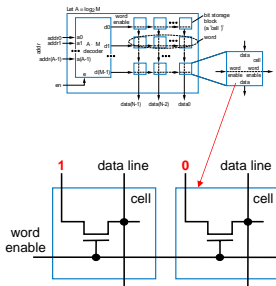 Let A = log2 M
word
enable
bit storage
block
(a "cell")
word
d0
addr0
addr1
addr
addr(A-1)
a0
a1
a(A-1)
A · M
decoder
d1
e
d(M-1)
en
data(N-1)
data(N-2)
data0
data
cell
word
enable
word
enable
data
1
data line
cell
0
data line
cell
word
enable